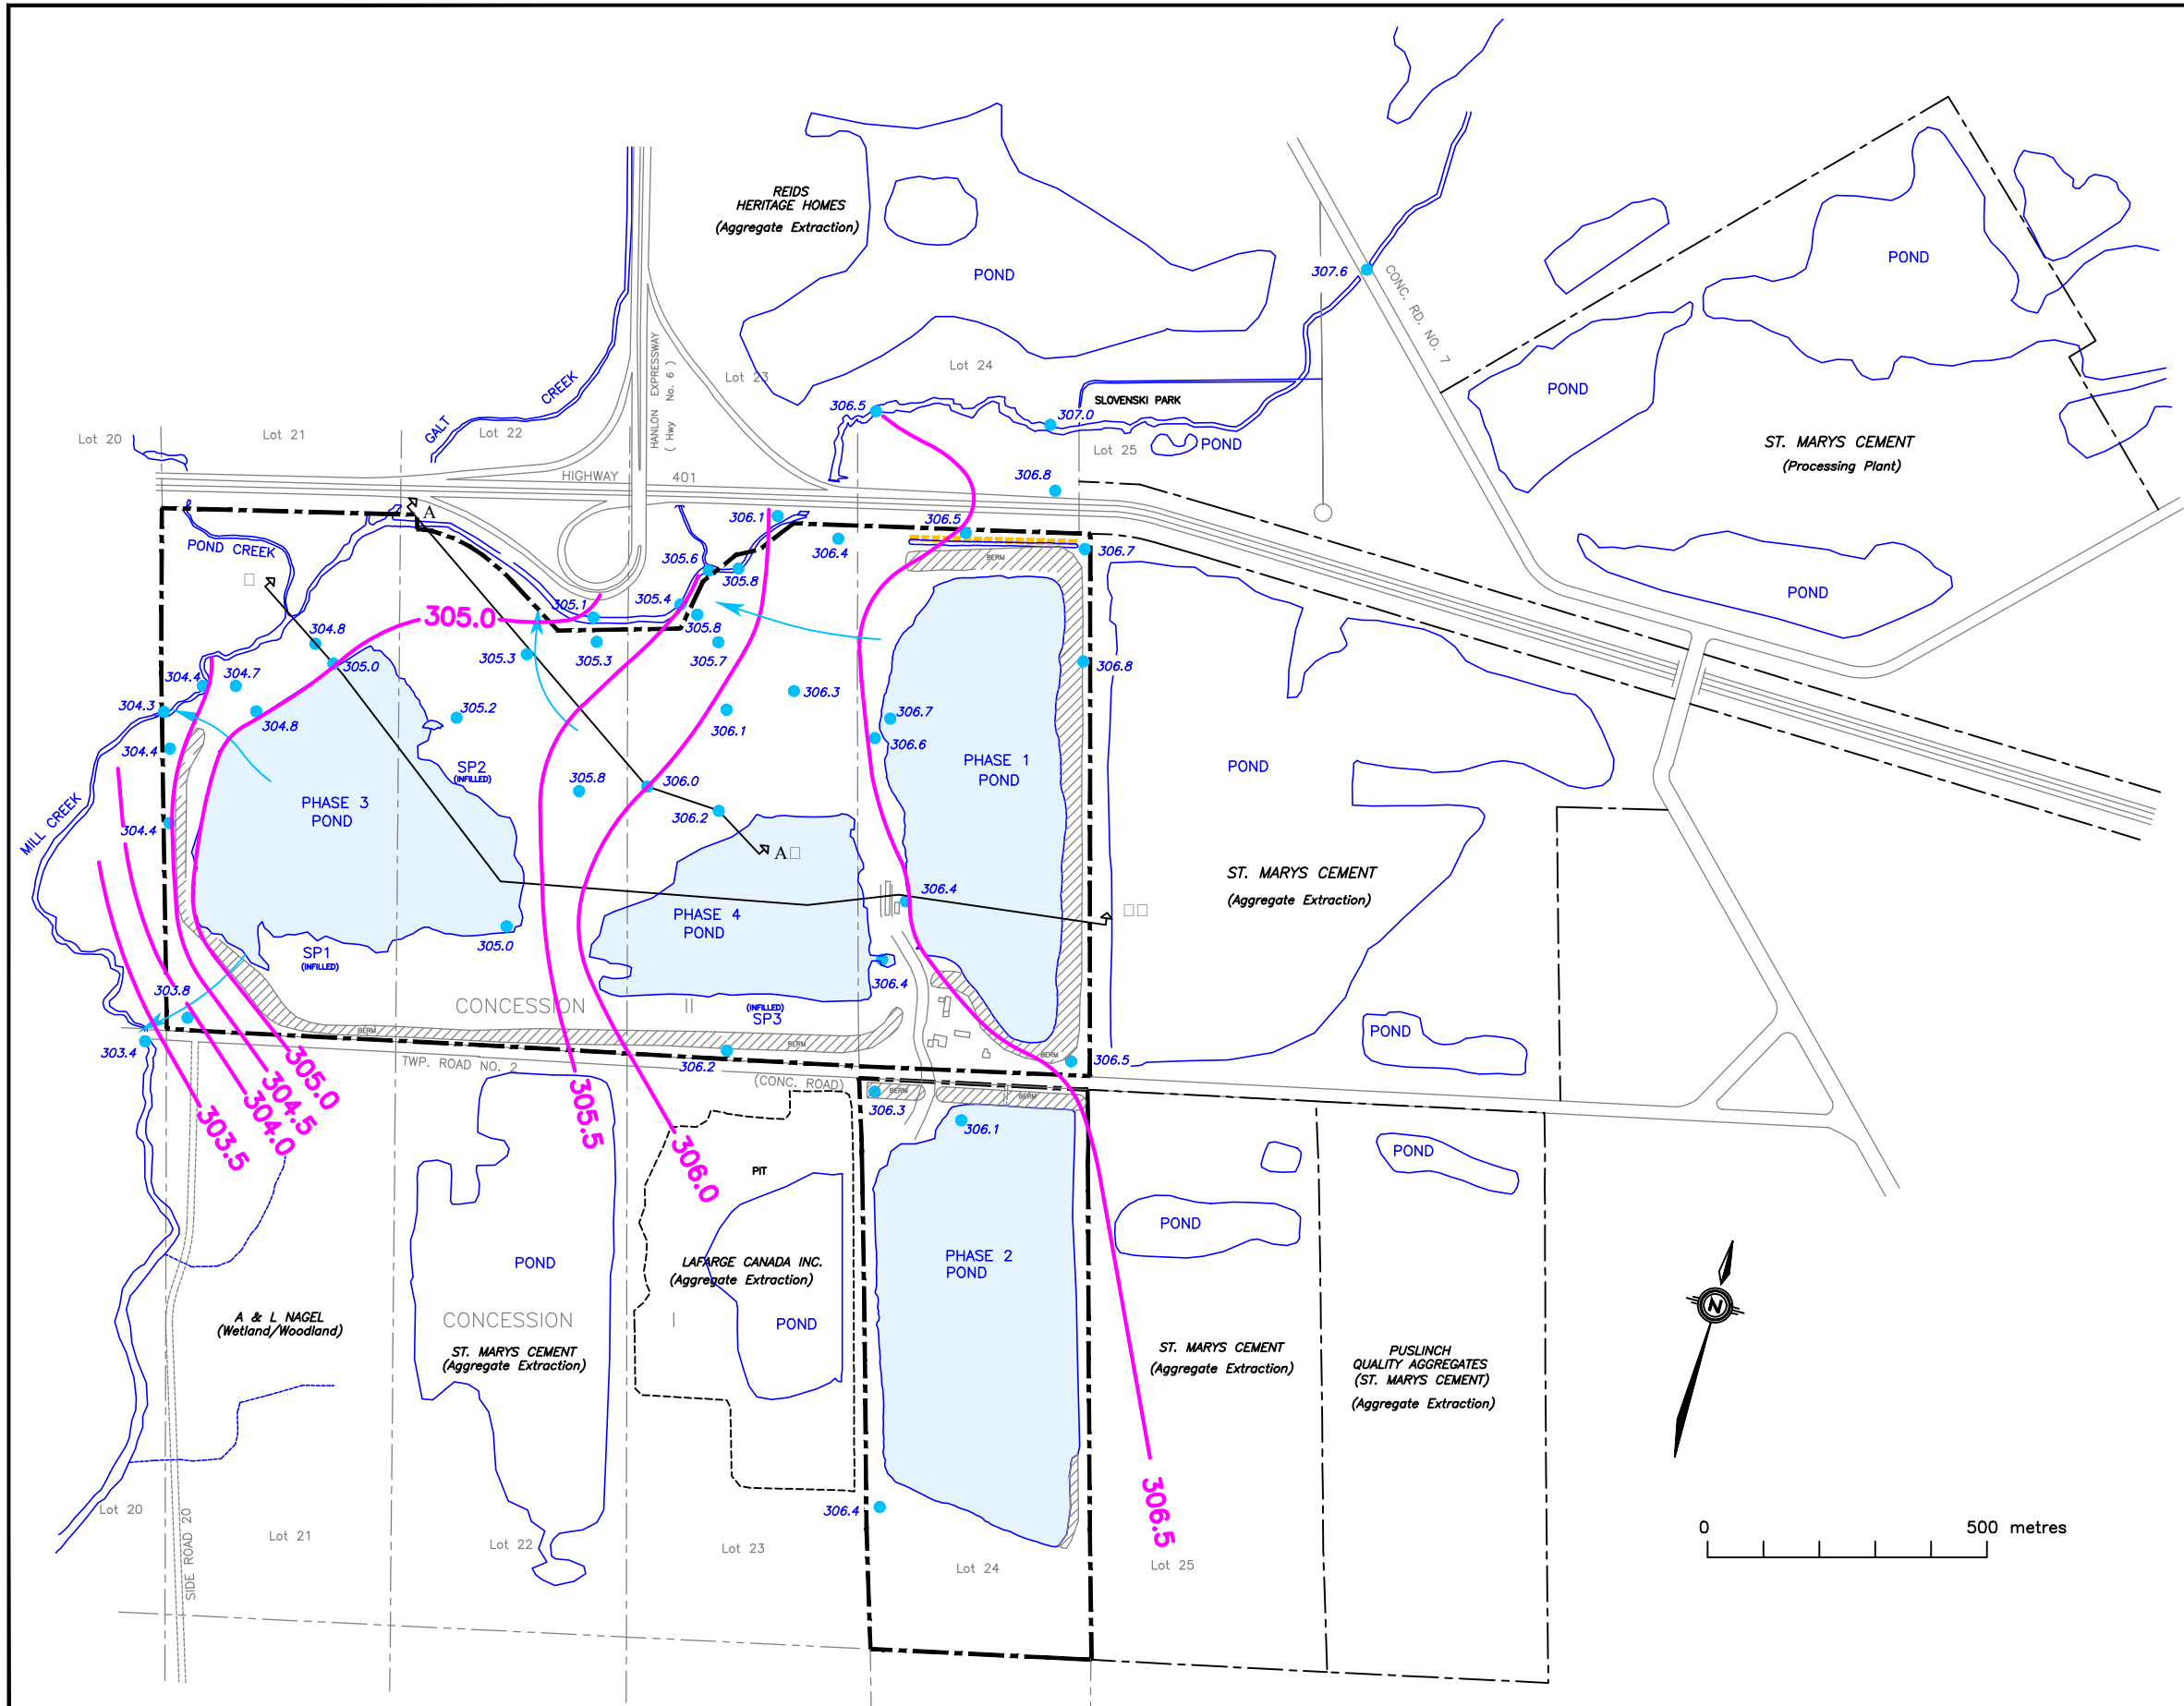 REIDS
HERITAGE HOMES
(Aggregate Extraction)
POND
307.6
CONC. RD. NO. 7
POND
POND
ST. MARYS CEMENT
(Processing Plant)
POND
GALT
CREEK
HANLON EXPRESSWAY
( Hwy No. 6 )
Lot 20
Lot 21
Lot 22
Lot 23
Lot 24
Lot 25
SLOVENSKI PARK
POND
306.5
307.0
306.8
HIGHWAY
401
A
POND CREEK
306.1
306.4
306.5
BERM
306.7
305.6
305.8
305.1
305.4
305.8
305.0
304.8
305.0
305.3
305.3
305.7
306.8
304.4
304.7
304.3
304.8
305.2
306.3
306.1
306.7
306.6
304.4
SP2
(INFILLED)
PHASE 1
POND
POND
PHASE 3
POND
305.8
306.0
306.2
304.4
MILL CREEK
A
ST. MARYS CEMENT
(Aggregate Extraction)
306.4
PHASE 4
POND
305.0
SP1
(INFILLED)
306.4
303.8
CONCESSION
II
(INFILLED)
SP3
POND
303.4
BERM
BERM
BERM
306.2
306.5
TWP. ROAD NO. 2
(CONC. ROAD)
BERM
BERM
306.3
306.1
305.0
304.5
304.0
303.5
305.5
306.0
PIT
POND
POND
POND
LAFARGE CANADA INC.
(Aggregate Extraction)
PHASE 2
POND
A & L NAGEL
(Wetland/Woodland)
CONCESSION
I
POND
ST. MARYS CEMENT
(Aggregate Extraction)
ST. MARYS CEMENT
(Aggregate Extraction)
PUSLINCH
QUALITY AGGREGATES
(ST. MARYS CEMENT)
(Aggregate Extraction)
N
306.4
306.5
Lot 20
Lot 21
Lot 22
Lot 23
Lot 24
Lot 25
SIDE ROAD 20
0
500 metres